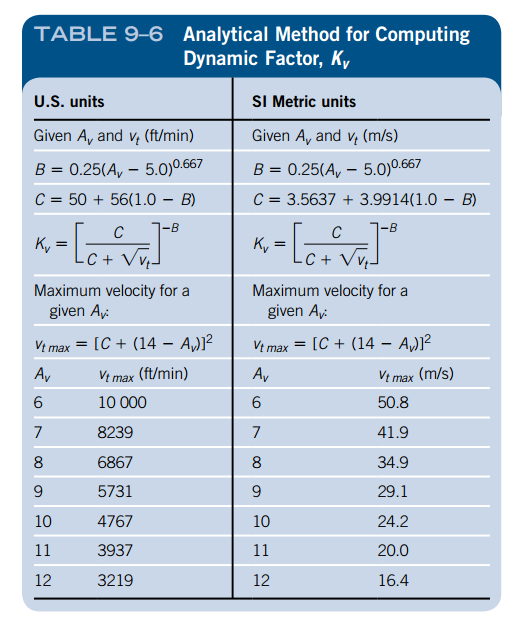 TABLE 9–6 Analytical Method for Computing
Dynamic Factor, Kᵥ
U.S. units
Given Aᵥ and vₜ (ft/min)
B = 0.25(Aᵥ − 5.0)^0.667
C = 50 + 56(1.0 − B)
Kᵥ = [C / (C + √vₜ)]^−B
Maximum velocity for a
given Aᵥ:
vₜ max = [C + (14 − Aᵥ)]²
Aᵥ vₜ max (ft/min)
6 10 000
7 8239
8 6867
9 5731
10 4767
11 3937
12 3219
SI Metric units
Given Aᵥ and vₜ (m/s)
B = 0.25(Aᵥ − 5.0)^0.667
C = 3.5637 + 3.9914(1.0 − B)
Kᵥ = [C / (C + √vₜ)]^−B
Maximum velocity for a
given Aᵥ:
vₜ max = [C + (14 − Aᵥ)]²
Aᵥ vₜ max (m/s)
6 50.8
7 41.9
8 34.9
9 29.1
10 24.2
11 20.0
12 16.4